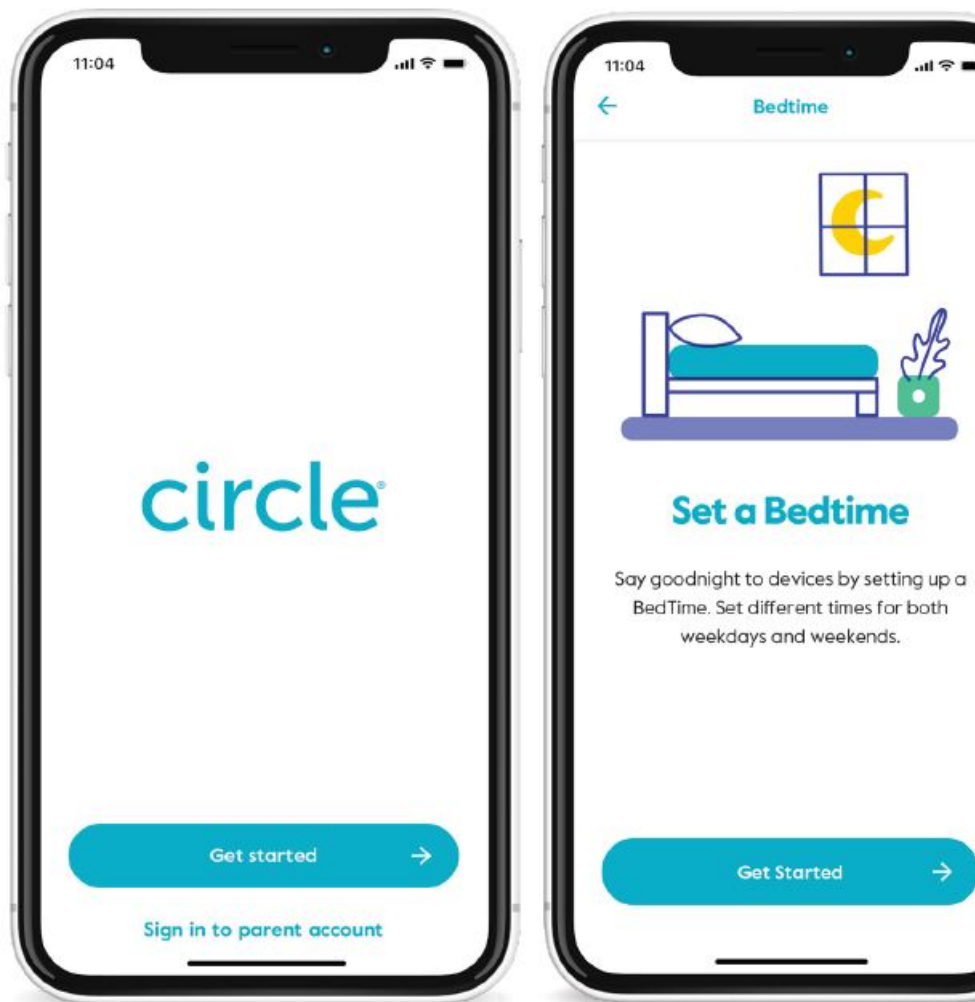 11:04
circle®
Get started →
Sign in to parent account
11:04
← Bedtime
Set a Bedtime
Say goodnight to devices by setting up a
BedTime. Set different times for both
weekdays and weekends.
Get Started →